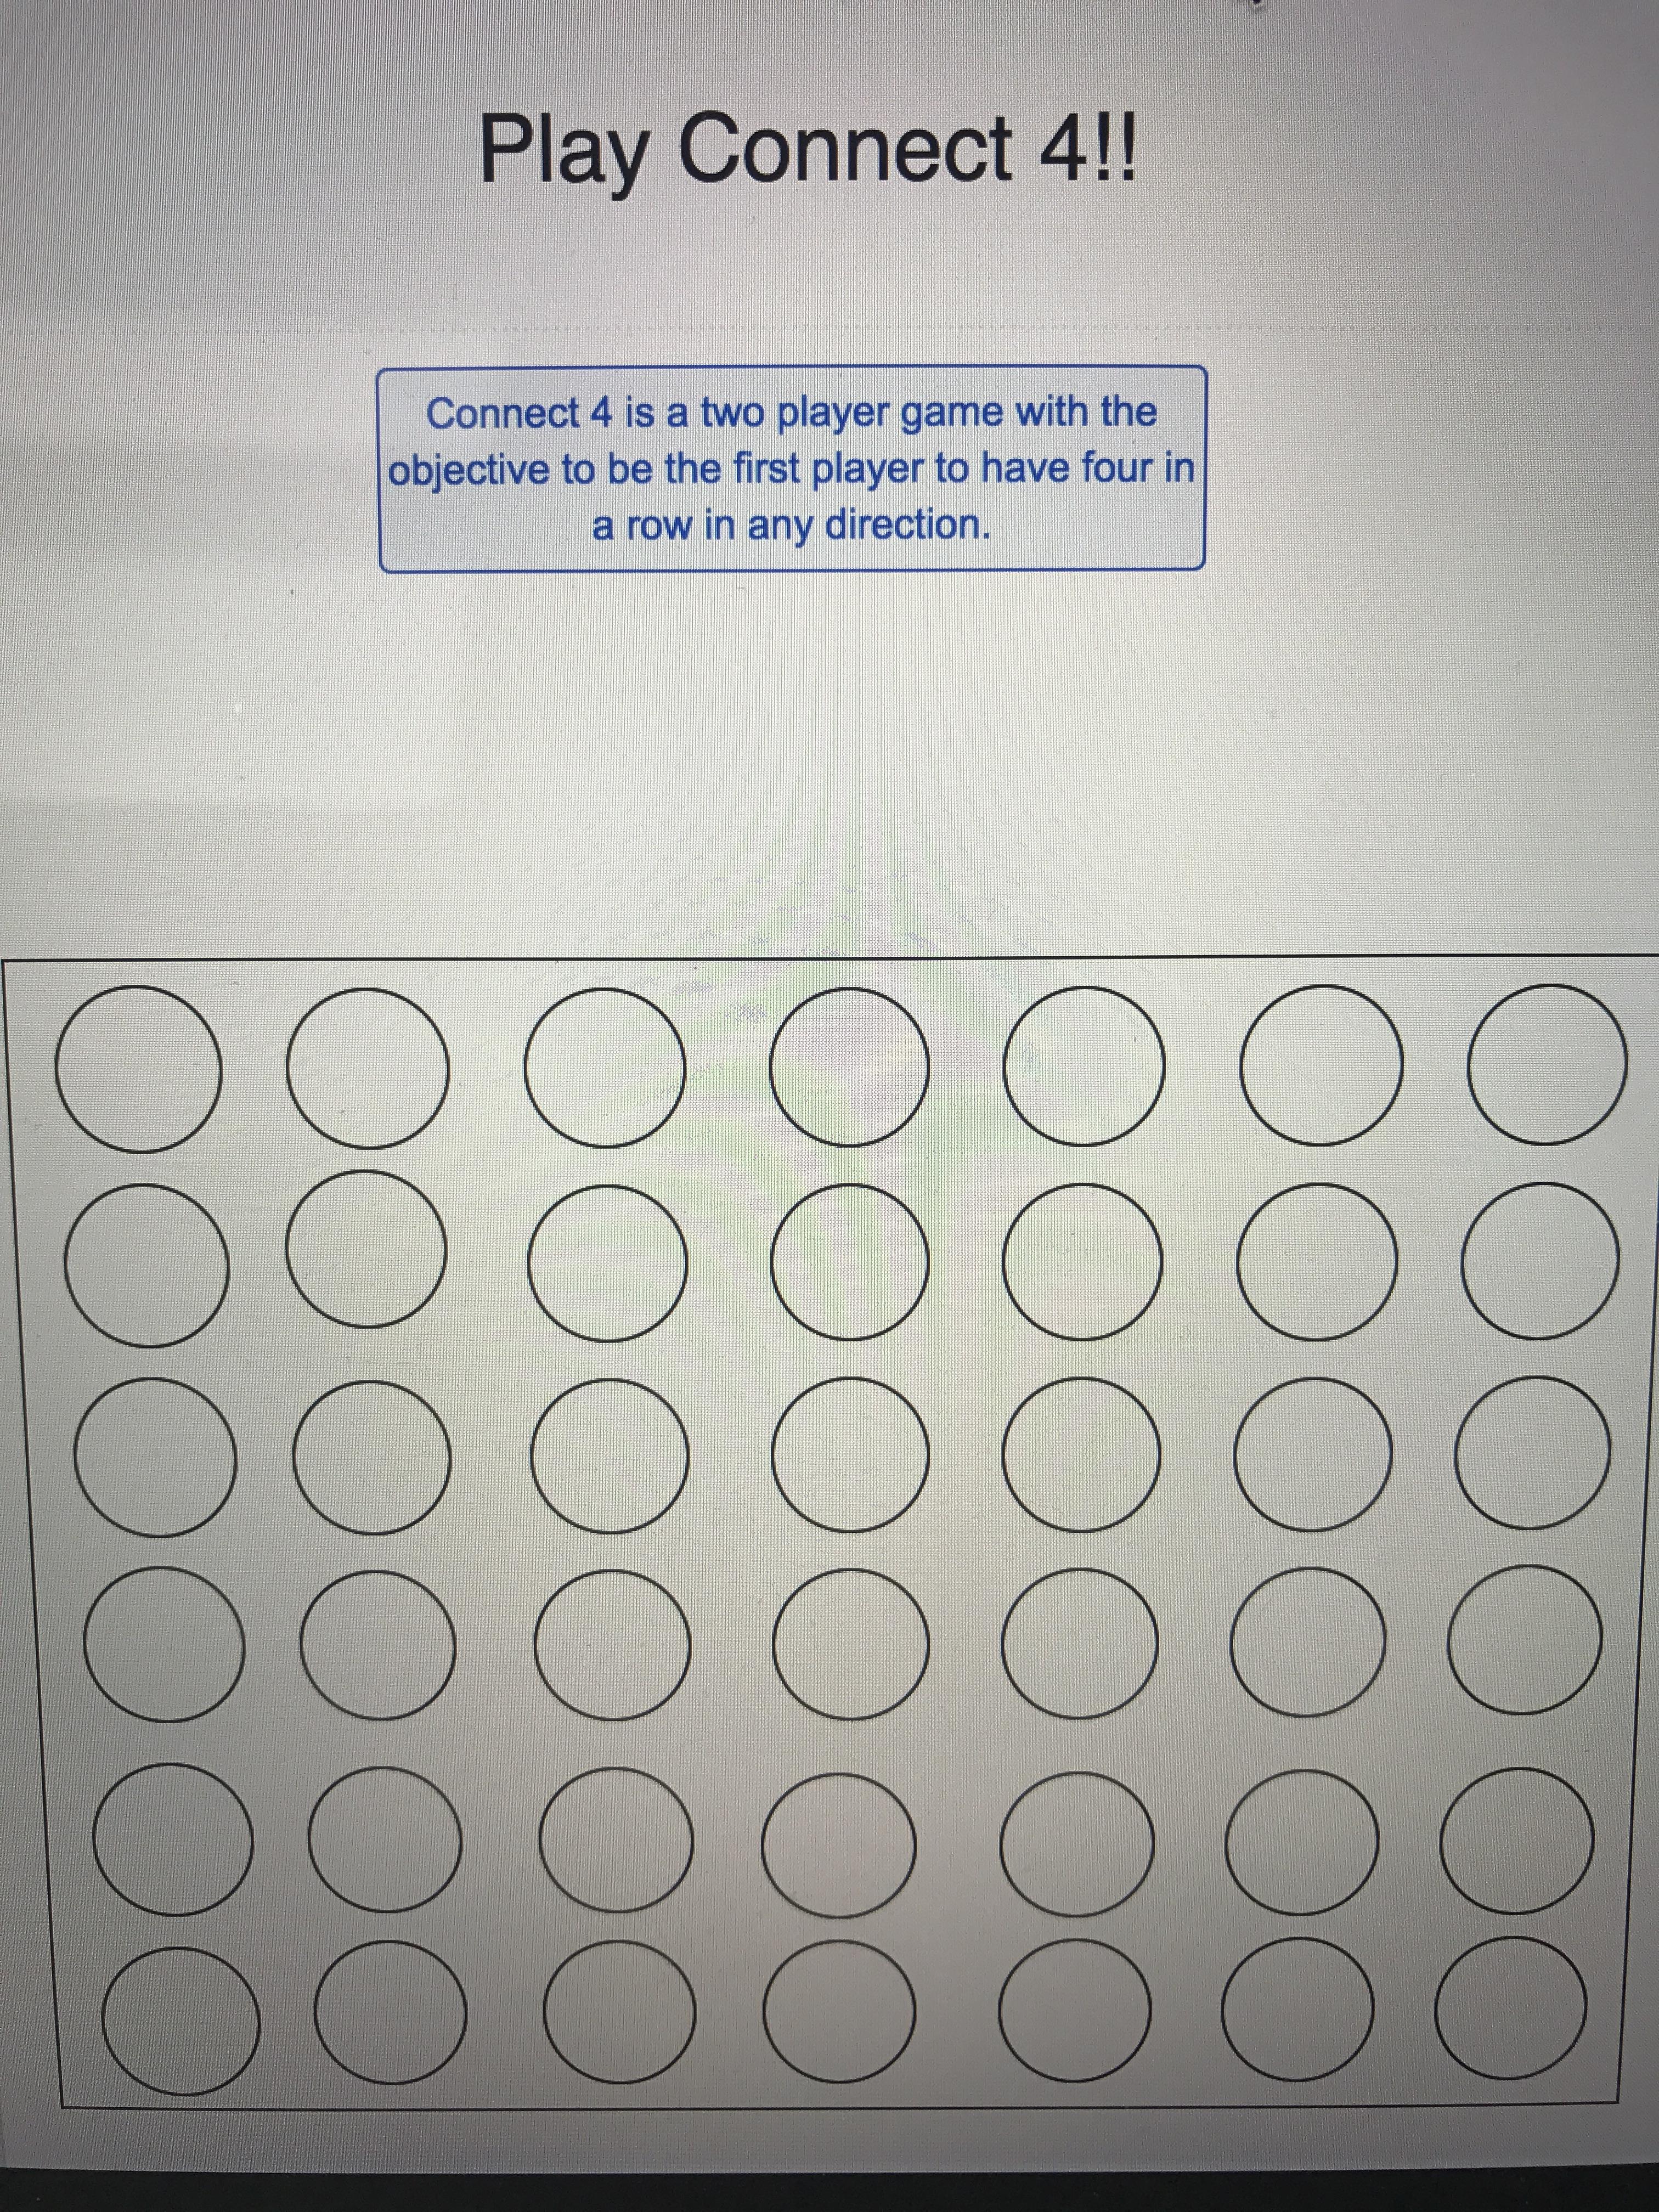 Play Connect 4!!
Connect 4 is a two player game with the
objective to be the first player to have four in
a row in any direction.